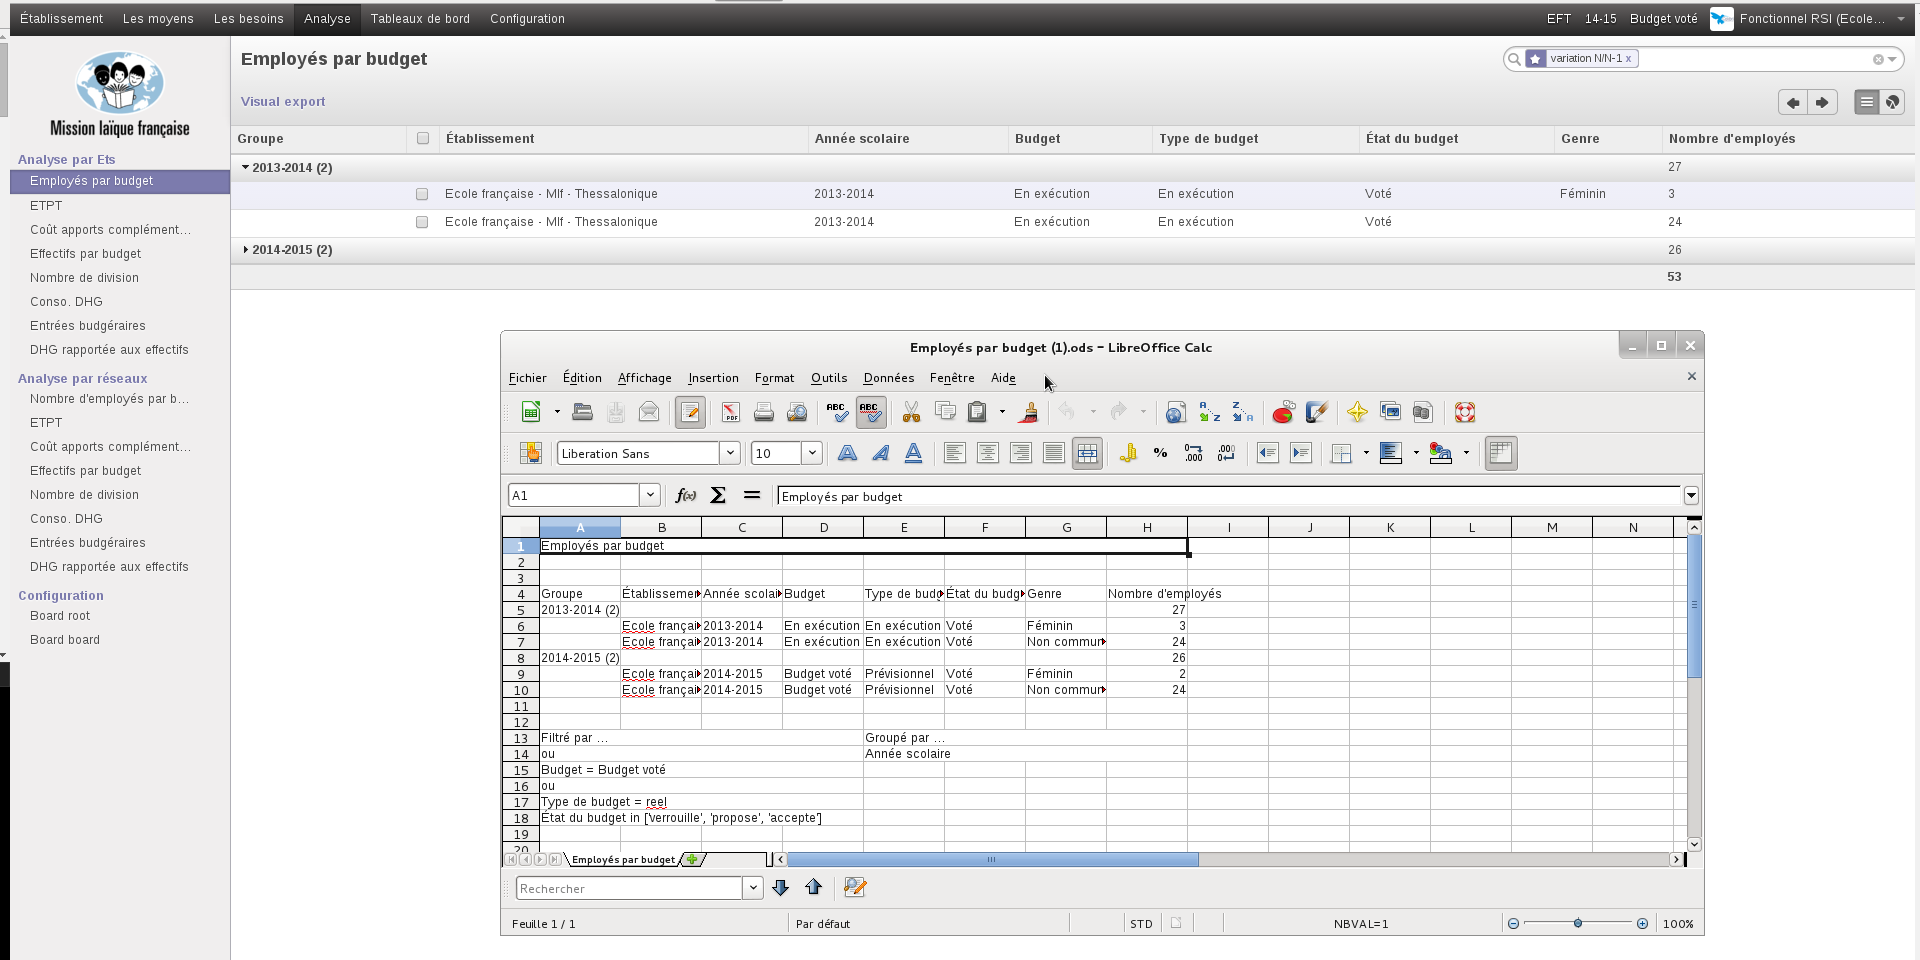 Établissement Les moyens Les besoins Analyse Tableaux de bord Configuration EFT 14-15 Budget voté Fonctionnel RSI (Ecole...
Mission laïque française
Analyse par Ets
Employés par budget
ETPT
Coût apports complément...
Effectifs par budget
Nombre de division
Conso. DHG
Entrées budgéraires
DHG rapportée aux effectifs
Analyse par réseaux
Nombre d'employés par b...
ETPT
Coût apports complément...
Effectifs par budget
Nombre de division
Conso. DHG
Entrées budgéraires
DHG rapportée aux effectifs
Configuration
Board root
Board board
Employés par budget
variation N/N-1 x
Visual export
Groupe Établissement Année scolaire Budget Type de budget État du budget Genre Nombre d'employés
2013-2014 (2) 27
Ecole française - Mlf - Thessalonique 2013-2014 En exécution En exécution Voté Féminin 3
Ecole française - Mlf - Thessalonique 2013-2014 En exécution En exécution Voté 24
2014-2015 (2) 26
53
Employés par budget (1).ods - LibreOffice Calc
Fichier Édition Affichage Insertion Format Outils Données Fenêtre Aide
Liberation Sans 10
A1 f(x) Σ = Employés par budget
A B C D E F G H I J K L M N
1 Employés par budget
2
3
4 Groupe Établissemen Année scolai Budget Type de budg État du budg Genre Nombre d'employés
5 2013-2014 (2) 27
6 Ecole françai 2013-2014 En exécution En exécution Voté Féminin 3
7 Ecole françai 2013-2014 En exécution En exécution Voté Non commun 24
8 2014-2015 (2) 26
9 Ecole françai 2014-2015 Budget voté Prévisionnel Voté Féminin 2
10 Ecole françai 2014-2015 Budget voté Prévisionnel Voté Non commun 24
11
12
13 Filtré par ... Groupé par ...
14 ou Année scolaire
15 Budget = Budget voté
16 ou
17 Type de budget = reel
18 État du budget in ['verrouille', 'propose', 'accepte']
19
20
Employés par budget
Rechercher
Feuille 1 / 1 Par défaut STD NBVAL=1 100%